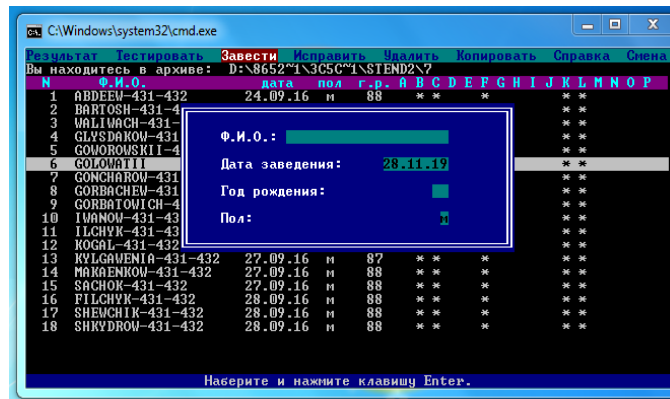 C:\Windows\system32\cmd.exe
Результат Тестировать Завести Исправить Удалить Копировать Справка Смена
Вы находитесь в архиве: D:\8652~1\3C5C~1\STEND2\7
N Ф.И.О. дата пол г.р. A B C D E F G H I J K L M N O P
1 ABDEEW-431-432 24.09.16 м 88 * * * * *
2 BARTOSH-431-4 * *
3 WALIWACH-431- * *
4 GLYSDAKOW-431 * *
5 GOWOROWSKII-4 * *
6 GOLOWATII * *
7 GONCHAROW-431 * *
8 GORBACHEW-431 * *
9 GORBATOWICH-4 * *
10 IWANOW-431-43 * *
11 ILCHYK-431-43 * *
12 KOGAL-431-432 * *
Ф.И.О.:
Дата заведения: 28.11.19
Год рождения:
Пол: м
13 KYLGAWENIA-431-432 27.09.16 м 87 * * * * *
14 MAKAENKOW-431-432 27.09.16 м 88 * * * * *
15 SACHOK-431-432 27.09.16 м 88 * * * * *
16 FILCHYK-431-432 28.09.16 м 88 * * * * *
17 SHEWCHIK-431-432 28.09.16 м 88 * * * * *
18 SHKYDROW-431-432 28.09.16 м 88 * * * * *
Наберите и нажмите клавишу Enter.